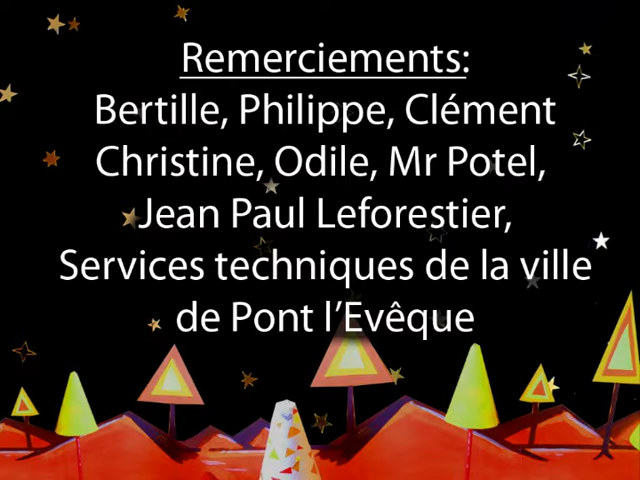 Remerciements:
Bertille, Philippe, Clément
Christine, Odile, Mr Potel,
Jean Paul Leforestier,
Services techniques de la ville
de Pont l'Evêque